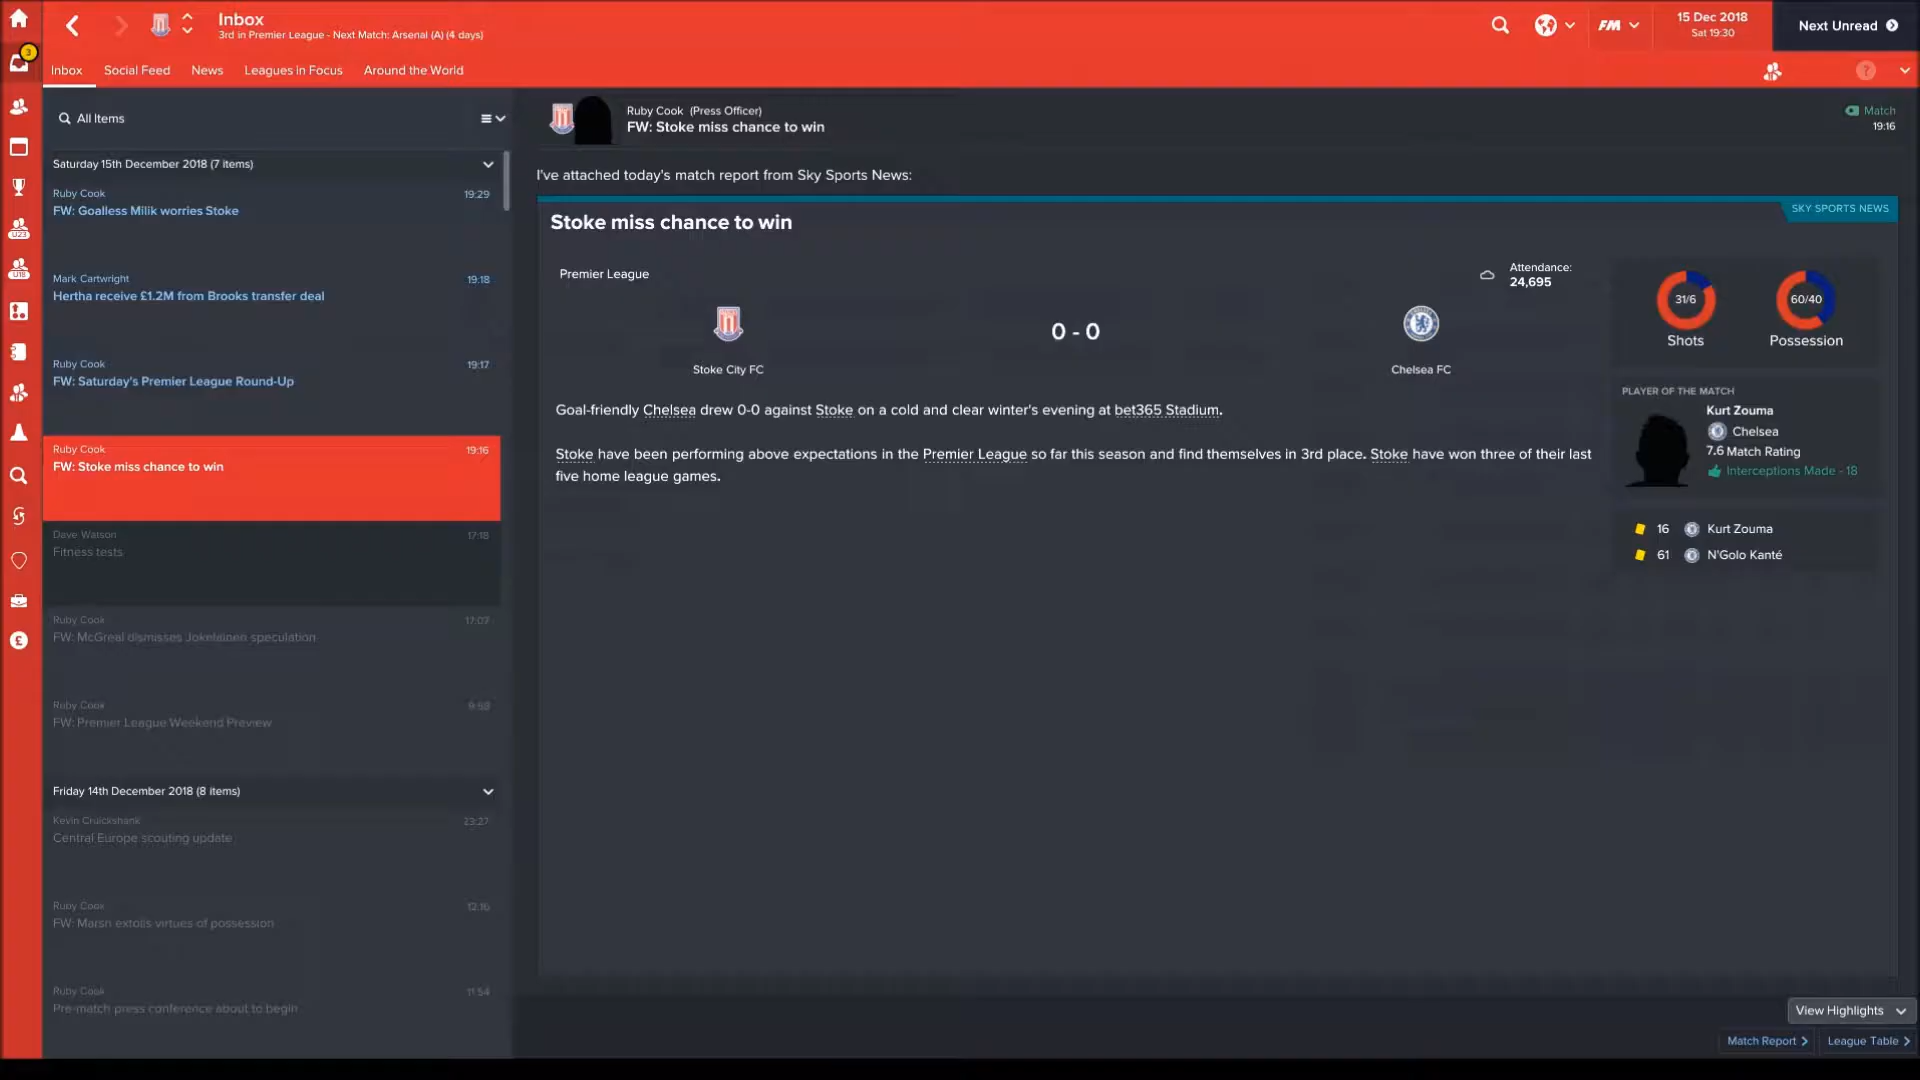 Inbox
3rd in Premier League - Next Match: Arsenal (A) (4 days)
FM
15 Dec 2018
Sat 19:30
Next Unread
3
Inbox
Social Feed
News
Leagues in Focus
Around the World
?
All Items
Saturday 15th December 2018 (7 items)
Ruby Cook
19:29
FW: Goalless Milik worries Stoke
Mark Cartwright
19:18
Hertha receive £1.2M from Brooks transfer deal
Ruby Cook
19:17
FW: Saturday's Premier League Round-Up
Ruby Cook
19:16
FW: Stoke miss chance to win
Dave Watson
17:18
Fitness tests
Ruby Cook
17:07
FW: McGreal dismisses Jokelainen speculation
Ruby Cook
FW: Premier League Weekend Preview
Friday 14th December 2018 (8 items)
Kevin Cruickshank
23:27
Central Europe scouting update
Ruby Cook
12:16
FW: Marsh extolls virtues of possession
Ruby Cook
11:54
Pre-match press conference about to begin
U23
U18
£
Ruby Cook (Press Officer)
FW: Stoke miss chance to win
Match
19:16
I've attached today's match report from Sky Sports News:
SKY SPORTS NEWS
Stoke miss chance to win
Premier League
Attendance:
24,695
0 - 0
Stoke City FC
Chelsea FC
Goal-friendly Chelsea drew 0-0 against Stoke on a cold and clear winter's evening at bet365 Stadium.
Stoke have been performing above expectations in the Premier League so far this season and find themselves in 3rd place. Stoke have won three of their last
five home league games.
31/6
Shots
60/40
Possession
PLAYER OF THE MATCH
Kurt Zouma
Chelsea
7.6 Match Rating
Interceptions Made - 18
16 Kurt Zouma
61 N'Golo Kanté
View Highlights
Match Report
League Table